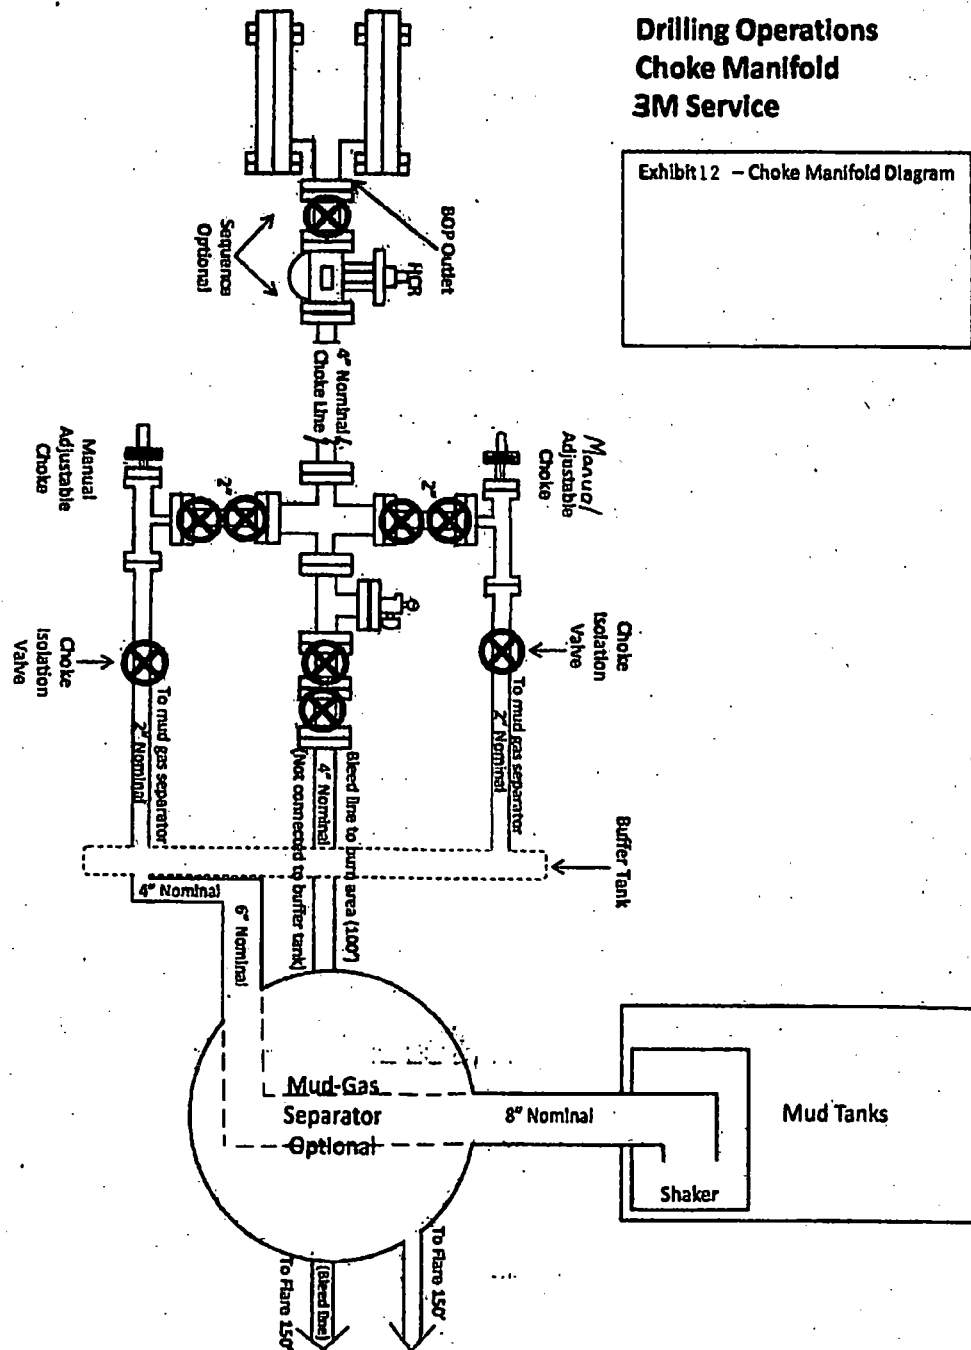 Drilling Operations
Choke Manifold
3M Service
Exhibit 12 – Choke Manifold Diagram
BOP Outlet
HCR
Sequence
Optional
4" Nominal
Choke Line
Manual
Adjustable
Choke
2"
2"
Manual
Adjustable
Choke
Choke
Isolation
Valve
Choke
Isolation
Valve
To mud gas separator
2" Nominal
Bleed line to burn area (100')
4" Nominal
(Not connected to buffer tank)
To mud gas separator
2" Nominal
Buffer Tank
4" Nominal
6" Nominal
Mud-Gas
Separator
Optional
8" Nominal
Mud Tanks
Shaker
To Flare 150'
(Bleed line)
To Flare 150'